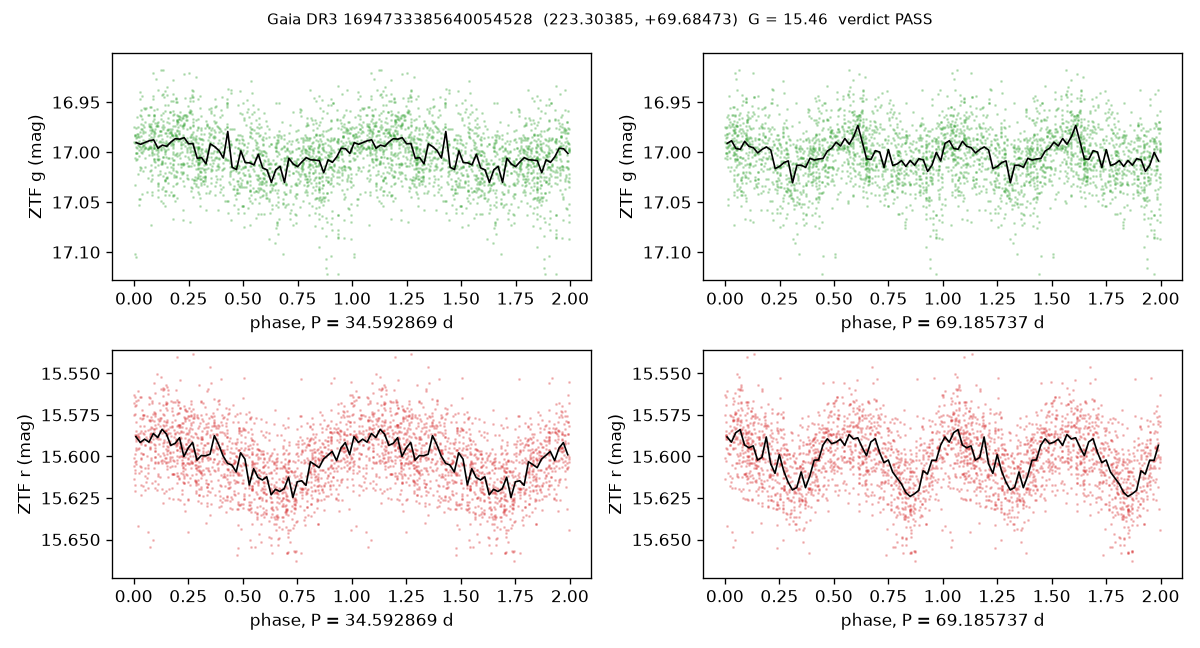 Gaia DR3 1694733385640054528 (223.30385, +69.68473) G = 15.46 verdict PASS
ZTF g (mag)
16.95
17.00
17.05
17.10
0.00 0.25 0.50 0.75 1.00 1.25 1.50 1.75 2.00
phase, P = 34.592869 d
ZTF g (mag)
16.95
17.00
17.05
17.10
0.00 0.25 0.50 0.75 1.00 1.25 1.50 1.75 2.00
phase, P = 69.185737 d
ZTF r (mag)
15.550
15.575
15.600
15.625
15.650
0.00 0.25 0.50 0.75 1.00 1.25 1.50 1.75 2.00
phase, P = 34.592869 d
ZTF r (mag)
15.550
15.575
15.600
15.625
15.650
0.00 0.25 0.50 0.75 1.00 1.25 1.50 1.75 2.00
phase, P = 69.185737 d